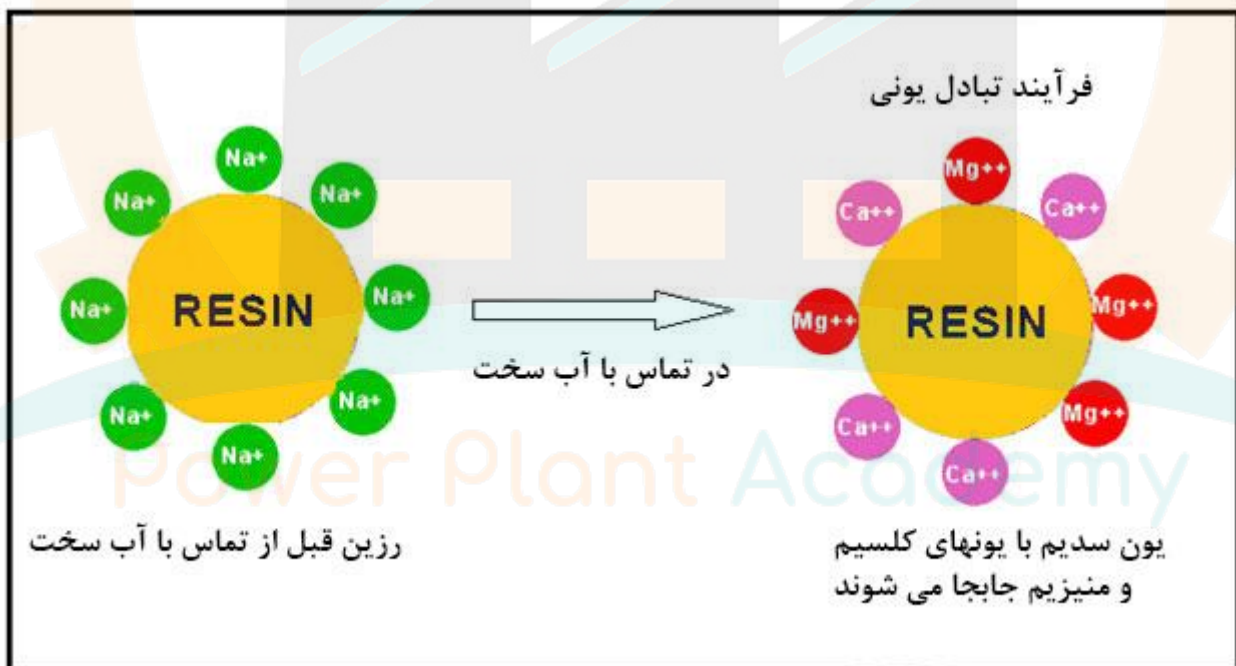 فرآیند تبادل یونی
Na+
Na+
Na+
Na+
Na+
Na+
Na+
Na+
RESIN
در تماس با آب سخت
Mg++
Ca++
Ca++
Mg++
Mg++
RESIN
Mg++
Ca++
Ca++
Power Plant Academy
رزین قبل از تماس با آب سخت
یون سدیم با یونهای کلسیم
و منیزیم جابجا می شوند